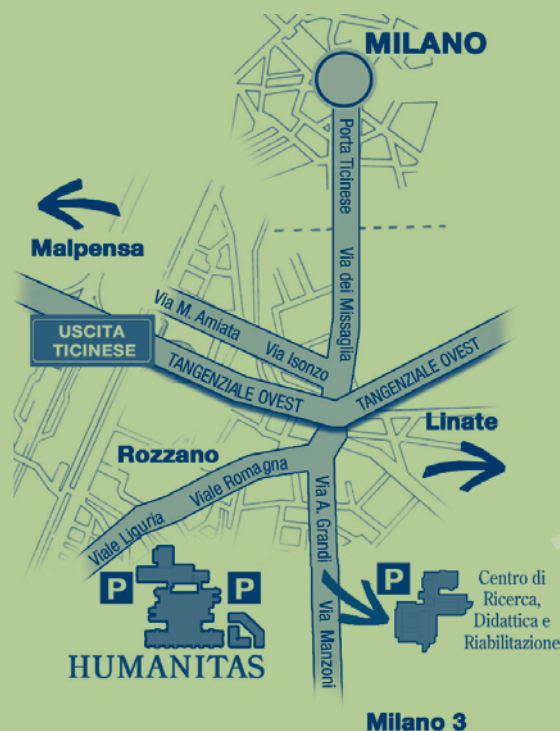 MILANO
Porta Ticinese
Via dei Missaglia
Malpensa
Via M. Amiata
Via Isonzo
USCITA
TICINESE
TANGENZIALE OVEST
TANGENZIALE OVEST
Linate
Rozzano
Viale Romagna
Viale Liguria
Via A. Grandi
Via Manzoni
P
P
P
Centro di
Ricerca,
Didattica e
Riabilitazione
HUMANITAS
Milano 3